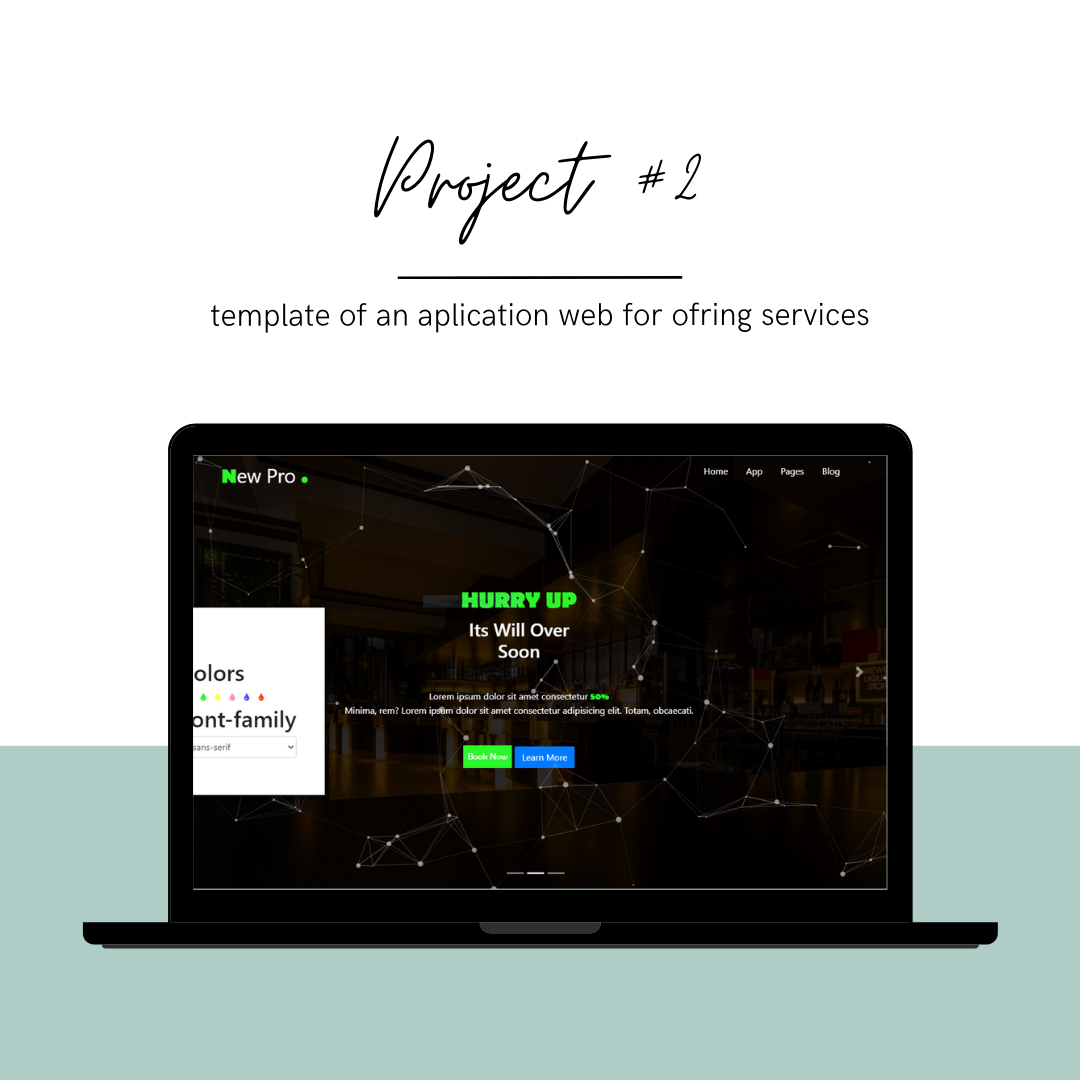 Project #2
template of an aplication web for ofring services
New Pro
Home App Pages Blog
HURRY UP
Its Will Over
Soon
olors
ont-family
sans-serif
Lorem ipsum dolor sit amet consectetur 50%
Minima, rem? Lorem ipsum dolor sit amet consectetur adipisicing elit. Totam, obcaecati.
Book Now Learn More